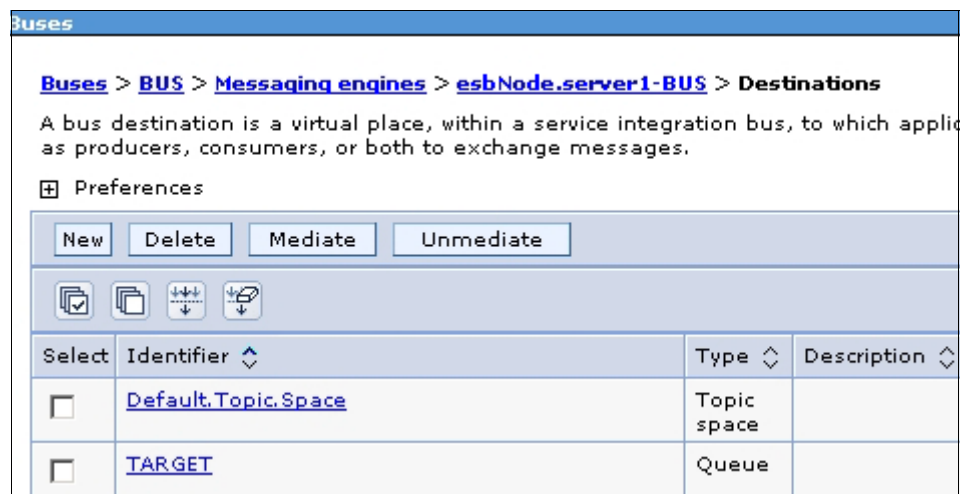 Buses
Buses > BUS > Messaging engines > esbNode.server1-BUS > Destinations
A bus destination is a virtual place, within a service integration bus, to which applic
as producers, consumers, or both to exchange messages.
Preferences
New Delete Mediate Unmediate
Select Identifier Type Description
Default.Topic.Space Topic
space
TARGET Queue